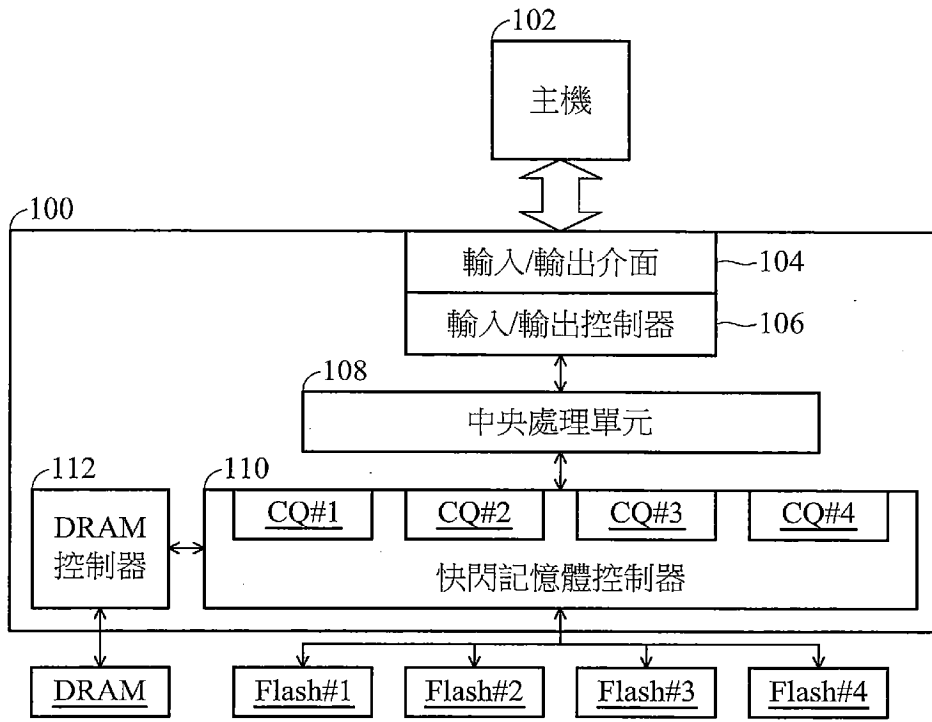 102
主機
100
輸入/輸出介面
104
輸入/輸出控制器
106
108
中央處理單元
112
110
DRAM
控制器
CQ#1
CQ#2
CQ#3
CQ#4
快閃記憶體控制器
DRAM
Flash#1
Flash#2
Flash#3
Flash#4